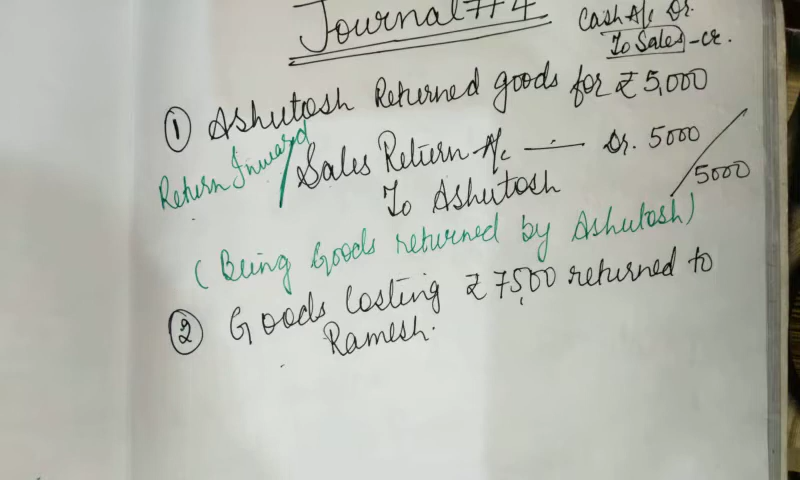 Journal #4
Cash A/c Dr.
To Sales - cr.
① Ashutosh Returned goods for ₹ 5,000
Return Inward / Sales Return A/c — Dr. 5000
To Ashutosh 5000
(Being Goods returned by Ashutosh)
② Goods Costing ₹ 7500 returned to
Ramesh.